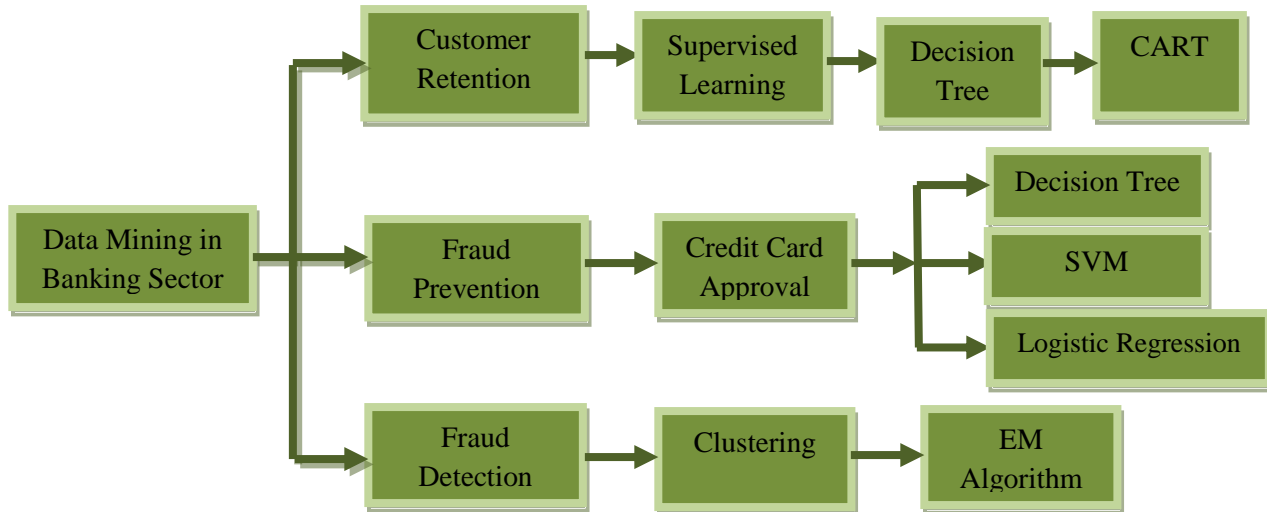 Customer
Retention
Supervised
Learning
Decision
Tree
CART
Data Mining in
Banking Sector
Fraud
Prevention
Credit Card
Approval
Decision Tree
SVM
Logistic Regression
Fraud
Detection
Clustering
EM
Algorithm